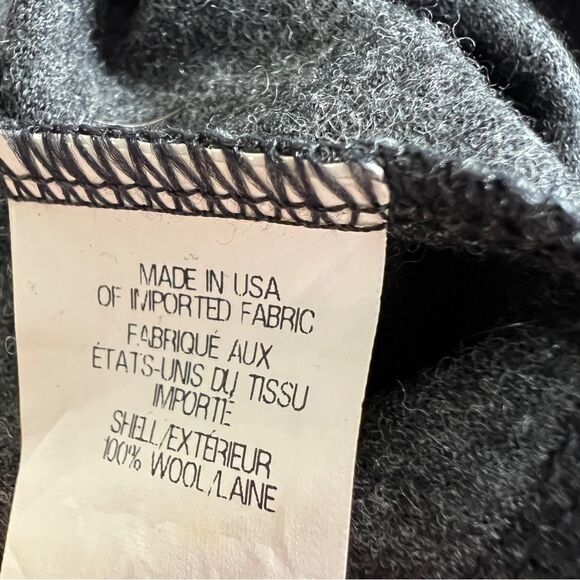 MADE IN USA
OF IMPORTED FABRIC
FABRIQUÉ AUX
ÉTATS-UNIS DU TISSU
IMPORTÉ
SHELL/EXTÉRIEUR
100% WOOL/LAINE